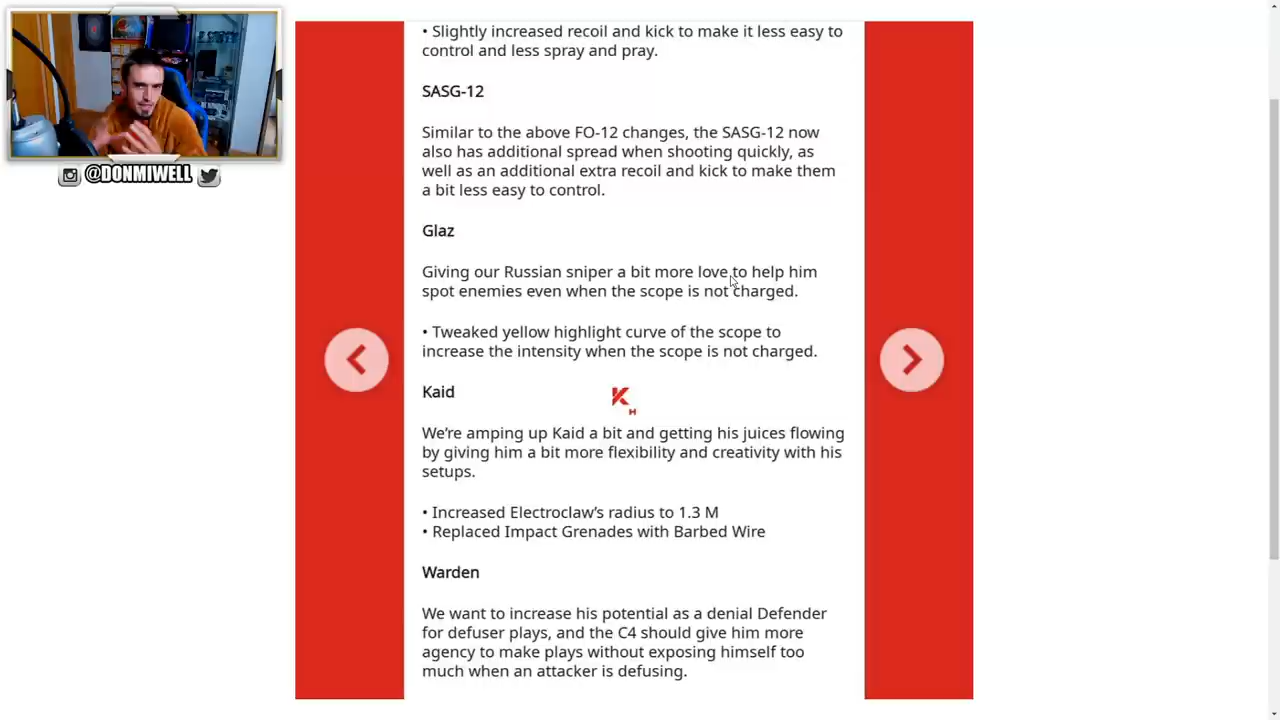 • Slightly increased recoil and kick to make it less easy to
control and less spray and pray.
SASG-12
Similar to the above FO-12 changes, the SASG-12 now
also has additional spread when shooting quickly, as
well as an additional extra recoil and kick to make them
a bit less easy to control.
Glaz
Giving our Russian sniper a bit more love to help him
spot enemies even when the scope is not charged.
• Tweaked yellow highlight curve of the scope to
increase the intensity when the scope is not charged.
Kaid
K
H
We’re amping up Kaid a bit and getting his juices flowing
by giving him a bit more flexibility and creativity with his
setups.
• Increased Electroclaw’s radius to 1.3 M
• Replaced Impact Grenades with Barbed Wire
Warden
We want to increase his potential as a denial Defender
for defuser plays, and the C4 should give him more
agency to make plays without exposing himself too
much when an attacker is defusing.
@DONMIWELL